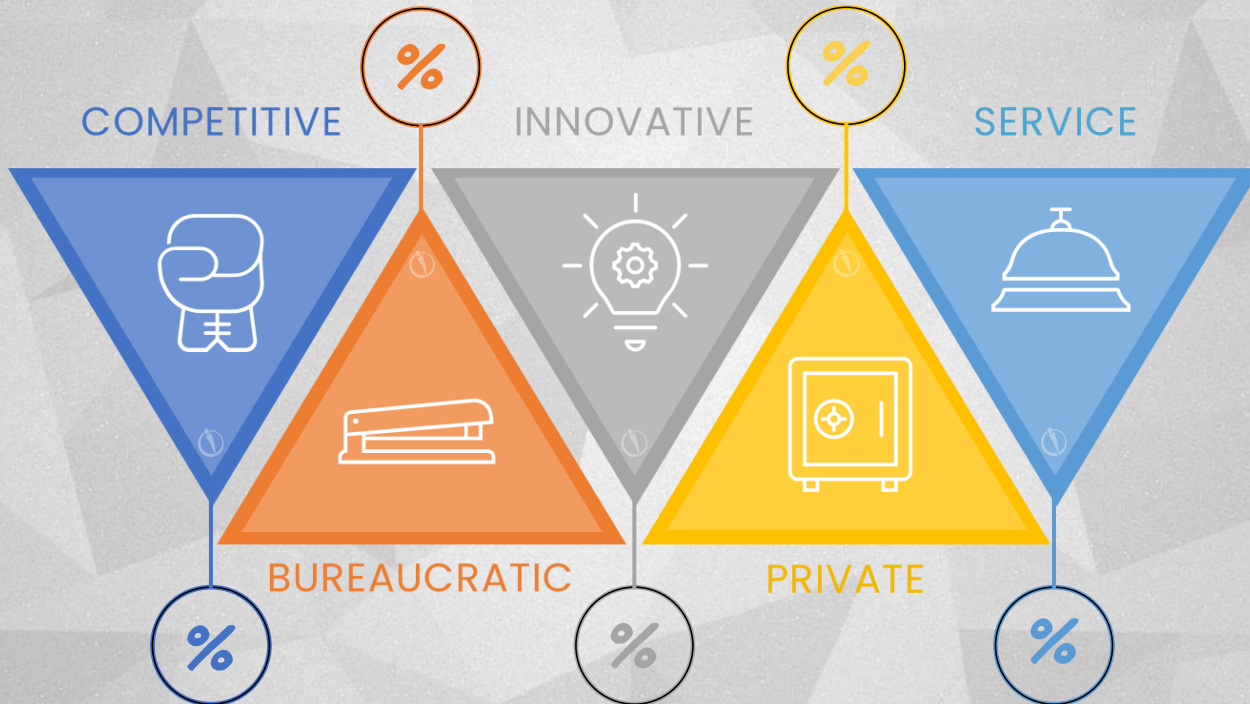 %
%
COMPETITIVE
INNOVATIVE
SERVICE
BUREAUCRATIC
PRIVATE
%
%
%